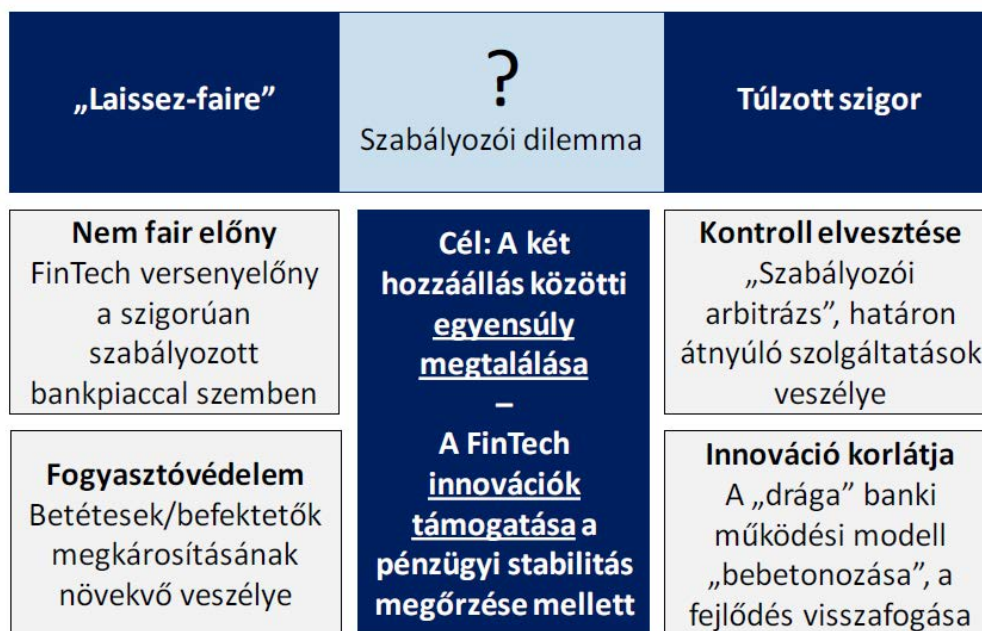 „Laissez-faire”
?
Szabályozói dilemma
Túlzott szigor
Nem fair előny
FinTech versenyelőny
a szigorúan
szabályozott
bankpiaccal szemben
Fogyasztóvédelem
Betétesek/befektetők
megkárosításának
növekvő veszélye
Cél: A két
hozzáállás közötti
egyensúly
megtalálása
–
A FinTech
innovációk
támogatása a
pénzügyi stabilitás
megőrzése mellett
Kontroll elvesztése
„Szabályozói
arbitrázs”, határon
átnyúló szolgáltatások
veszélye
Innováció korlátja
A „drága” banki
működési modell
„bebetonozása”, a
fejlődés visszafogása